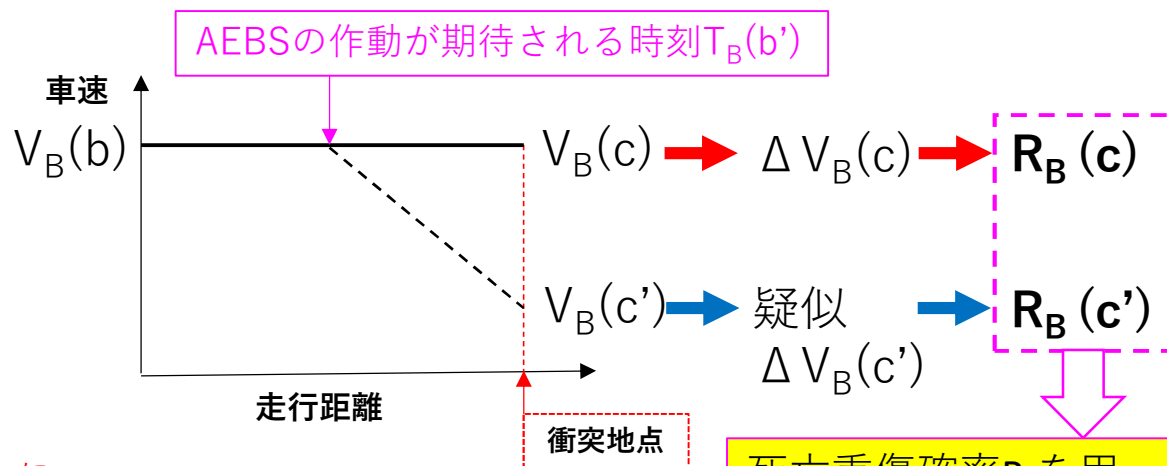 AEBSの作動が期待される時刻T_B(b’)
車速
V_B(b)
V_B(c)
ΔV_B(c)
R_B (c)
V_B(c’)
疑似
ΔV_B(c’)
R_B (c’)
走行距離
衝突地点